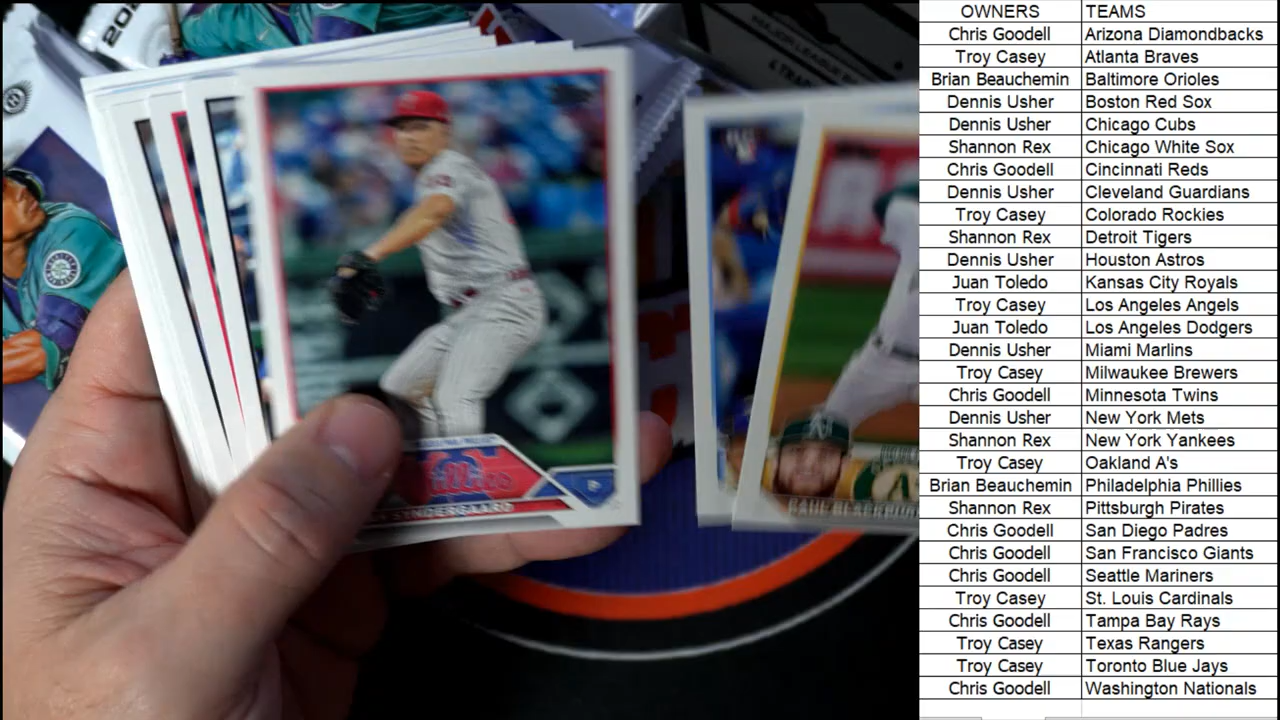 MAJOR LEAGUE
PAUL BLACKBURN
SYNDERGAARD
OWNERS TEAMS
Chris Goodell Arizona Diamondbacks
Troy Casey Atlanta Braves
Brian Beauchemin Baltimore Orioles
Dennis Usher Boston Red Sox
Dennis Usher Chicago Cubs
Shannon Rex Chicago White Sox
Chris Goodell Cincinnati Reds
Dennis Usher Cleveland Guardians
Troy Casey Colorado Rockies
Shannon Rex Detroit Tigers
Dennis Usher Houston Astros
Juan Toledo Kansas City Royals
Troy Casey Los Angeles Angels
Juan Toledo Los Angeles Dodgers
Dennis Usher Miami Marlins
Troy Casey Milwaukee Brewers
Chris Goodell Minnesota Twins
Dennis Usher New York Mets
Shannon Rex New York Yankees
Troy Casey Oakland A's
Brian Beauchemin Philadelphia Phillies
Shannon Rex Pittsburgh Pirates
Chris Goodell San Diego Padres
Chris Goodell San Francisco Giants
Chris Goodell Seattle Mariners
Troy Casey St. Louis Cardinals
Chris Goodell Tampa Bay Rays
Troy Casey Texas Rangers
Troy Casey Toronto Blue Jays
Chris Goodell Washington Nationals